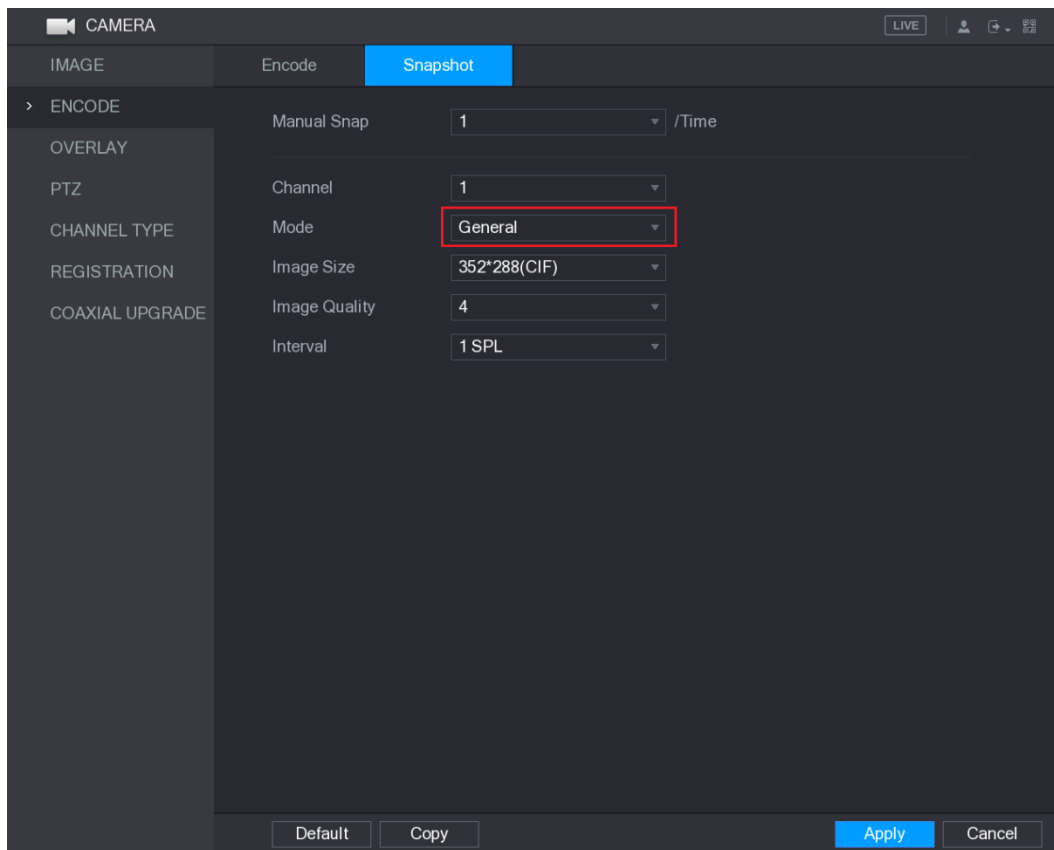 CAMERA LIVE
IMAGE
> ENCODE
OVERLAY
PTZ
CHANNEL TYPE
REGISTRATION
COAXIAL UPGRADE
Encode Snapshot
Manual Snap 1 /Time
Channel 1
Mode General
Image Size 352*288(CIF)
Image Quality 4
Interval 1 SPL
Default Copy Apply Cancel